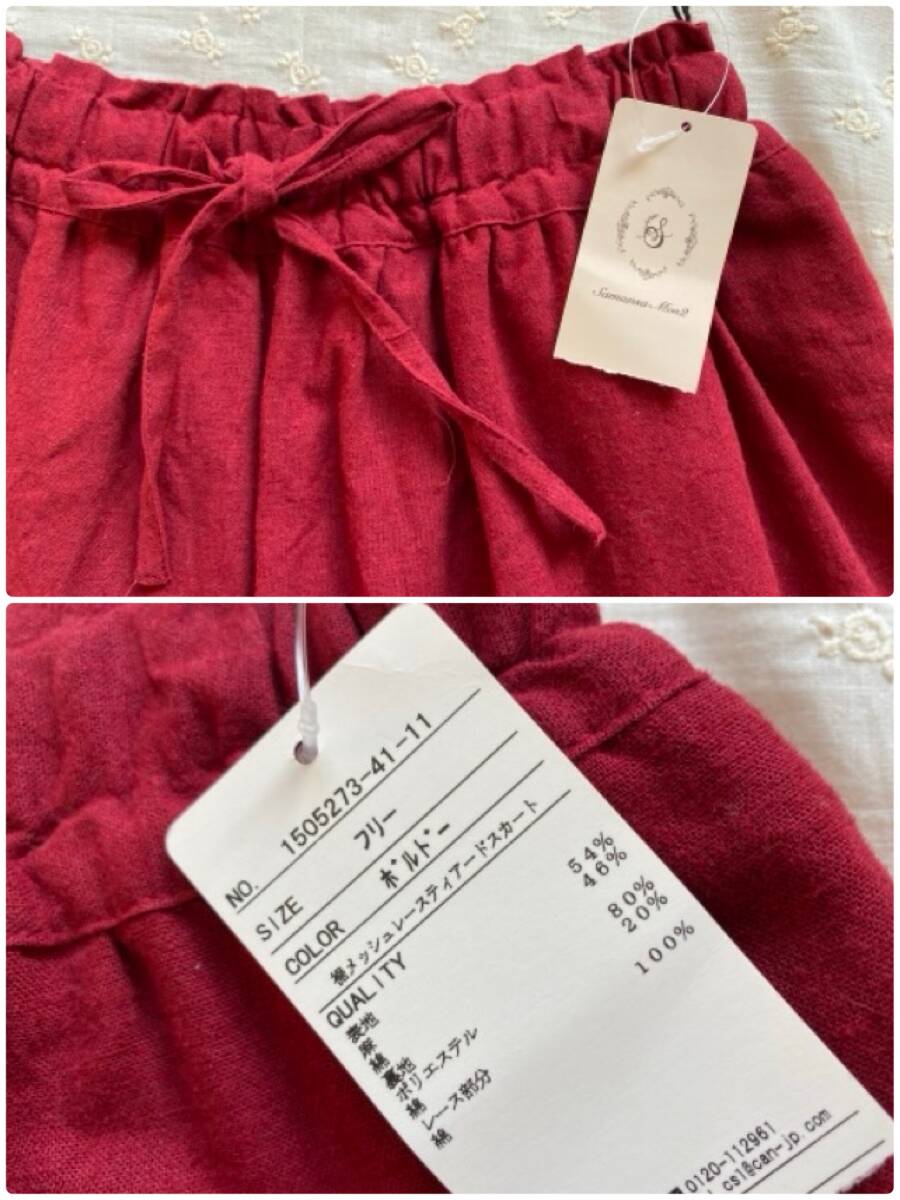 S
Samansa Mos2
NO. 1505273-41-11
SIZE フリー
COLOR ボルドー
裾メッシュレースティアードスカート
QUALITY
表地
麻 54%
綿 46%
裏地
ポリエステル 80%
綿 20%
レース部分
綿 100%
0120-112961
csl@can-jp.com